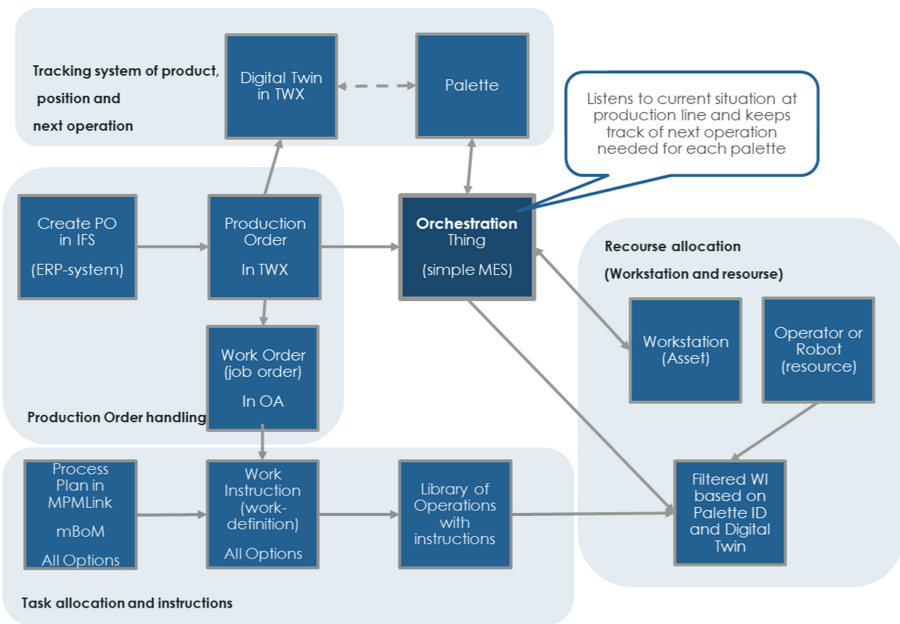 Tracking system of product,
position and
next operation
Digital Twin
in TWX
Palette
Listens to current situation at
production line and keeps
track of next operation
needed for each palette
Create PO
in IFS
(ERP-system)
Production
Order
In TWX
Orchestration
Thing
(simple MES)
Work Order
(job order)
In OA
Production Order handling
Recourse allocation
(Workstation and resourse)
Workstation
(Asset)
Operator or
Robot
(resource)
Process
Plan in
MPMLink
mBoM
All Options
Work
Instruction
(work-
definition)
All Options
Library of
Operations
with
instructions
Filtered WI
based on
Palette ID
and Digital
Twin
Task allocation and instructions